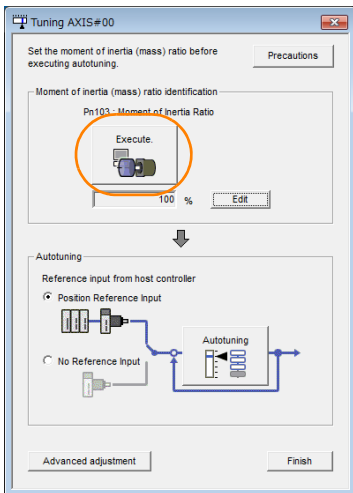 Tuning AXIS#00
Set the moment of inertia (mass) ratio before
executing autotuning.
Precautions
Moment of inertia (mass) ratio identification
Pn103 : Moment of Inertia Ratio
Execute.
100 % Edit
Autotuning
Reference input from host controller
Position Reference Input
Autotuning
No Reference Input
Advanced adjustment
Finish